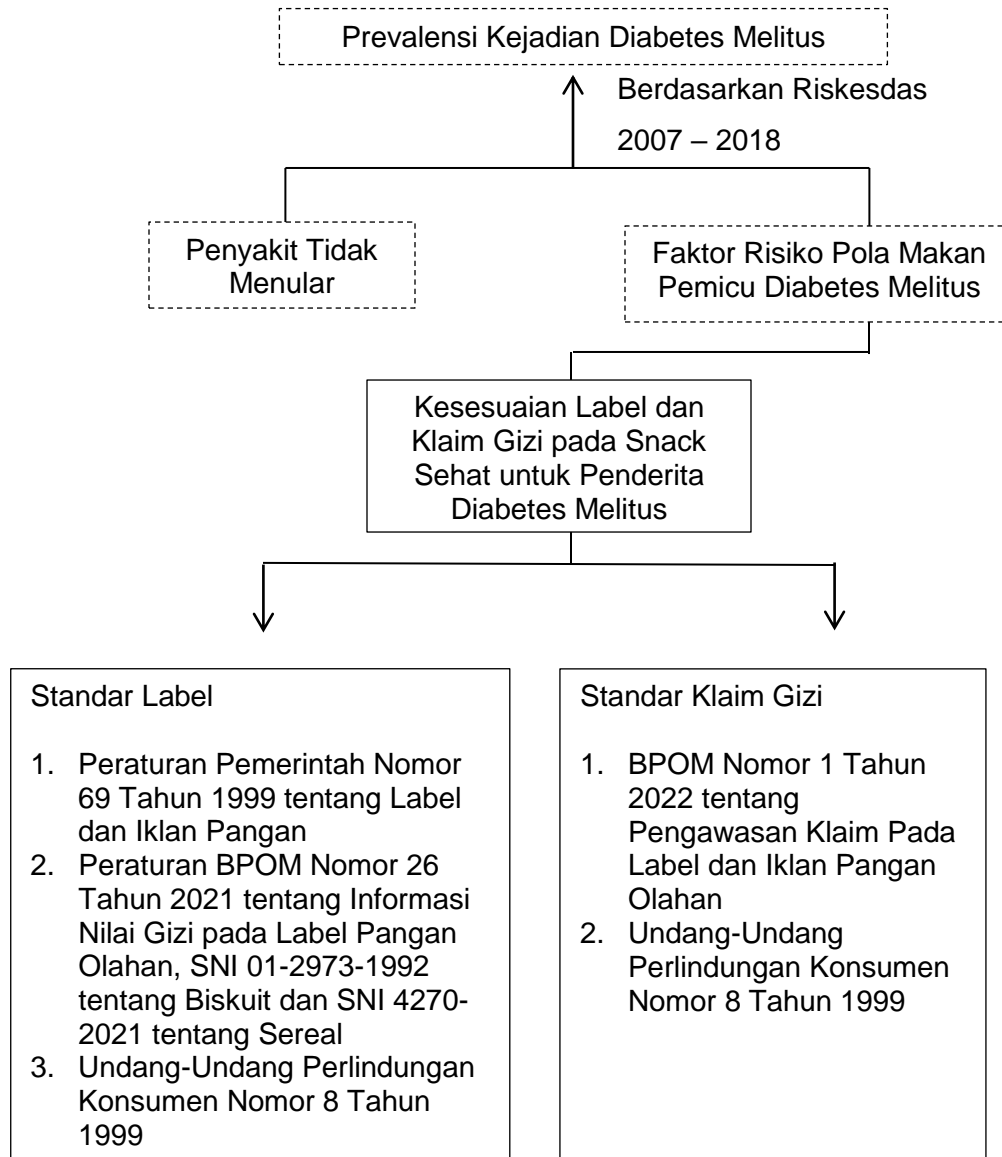 Prevalensi Kejadian Diabetes Melitus
Berdasarkan Riskesdas
2007 – 2018
Penyakit Tidak
Menular
Faktor Risiko Pola Makan
Pemicu Diabetes Melitus
Kesesuaian Label dan
Klaim Gizi pada Snack
Sehat untuk Penderita
Diabetes Melitus
Standar Label
1. Peraturan Pemerintah Nomor
69 Tahun 1999 tentang Label
dan Iklan Pangan
2. Peraturan BPOM Nomor 26
Tahun 2021 tentang Informasi
Nilai Gizi pada Label Pangan
Olahan, SNI 01-2973-1992
tentang Biskuit dan SNI 4270-
2021 tentang Sereal
3. Undang-Undang Perlindungan
Konsumen Nomor 8 Tahun
1999
Standar Klaim Gizi
1. BPOM Nomor 1 Tahun
2022 tentang
Pengawasan Klaim Pada
Label dan Iklan Pangan
Olahan
2. Undang-Undang
Perlindungan Konsumen
Nomor 8 Tahun 1999